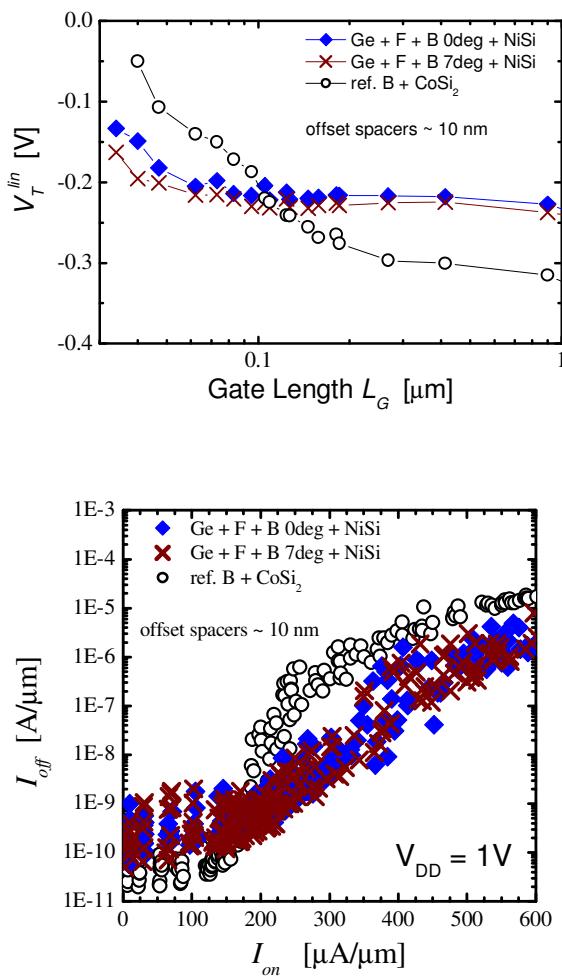 0.0
-0.1
-0.2
-0.3
-0.4
V_T^lin [V]
Ge + F + B 0deg + NiSi
Ge + F + B 7deg + NiSi
ref. B + CoSi₂
offset spacers ~ 10 nm
0.1
1
Gate Length L_G [μm]
1E-3
1E-4
1E-5
1E-6
1E-7
1E-8
1E-9
1E-10
1E-11
I_off [A/μm]
Ge + F + B 0deg + NiSi
Ge + F + B 7deg + NiSi
ref. B + CoSi₂
offset spacers ~ 10 nm
V_DD = 1V
0 100 200 300 400 500 600
I_on [μA/μm]